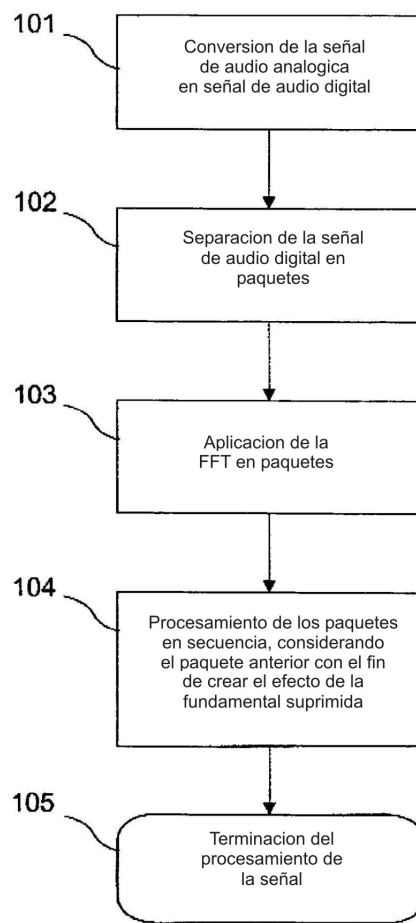 101
Conversion de la señal
de audio analogica
en señal de audio digital
102
Separacion de la señal
de audio digital en
paquetes
103
Aplicacion de la
FFT en paquetes
104
Procesamiento de los paquetes
en secuencia, considerando
el paquete anterior con el fin
de crear el efecto de la
fundamental suprimida
105
Terminacion del
procesamiento de
la señal